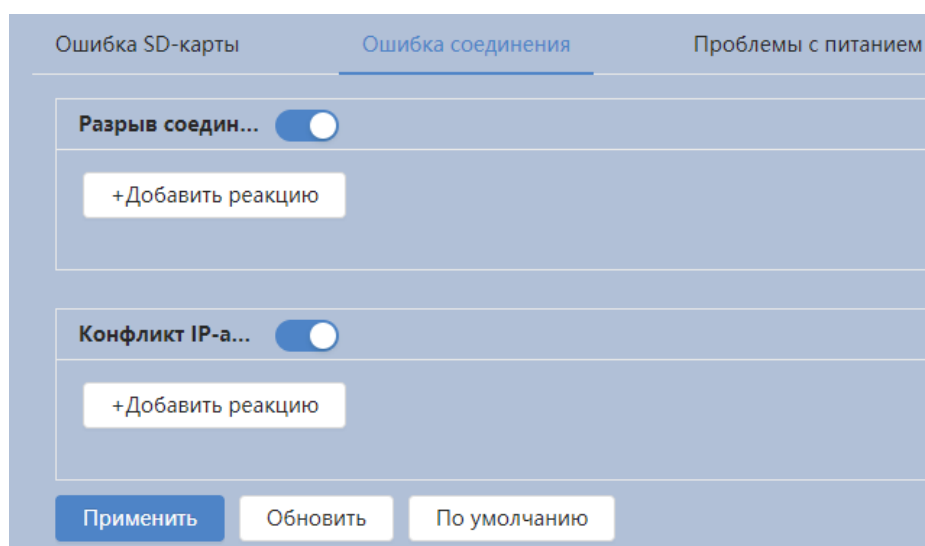 Ошибка SD-карты Ошибка соединения Проблемы с питанием
Разрыв соедин...
+Добавить реакцию
Конфликт IP-а...
+Добавить реакцию
Применить Обновить По умолчанию